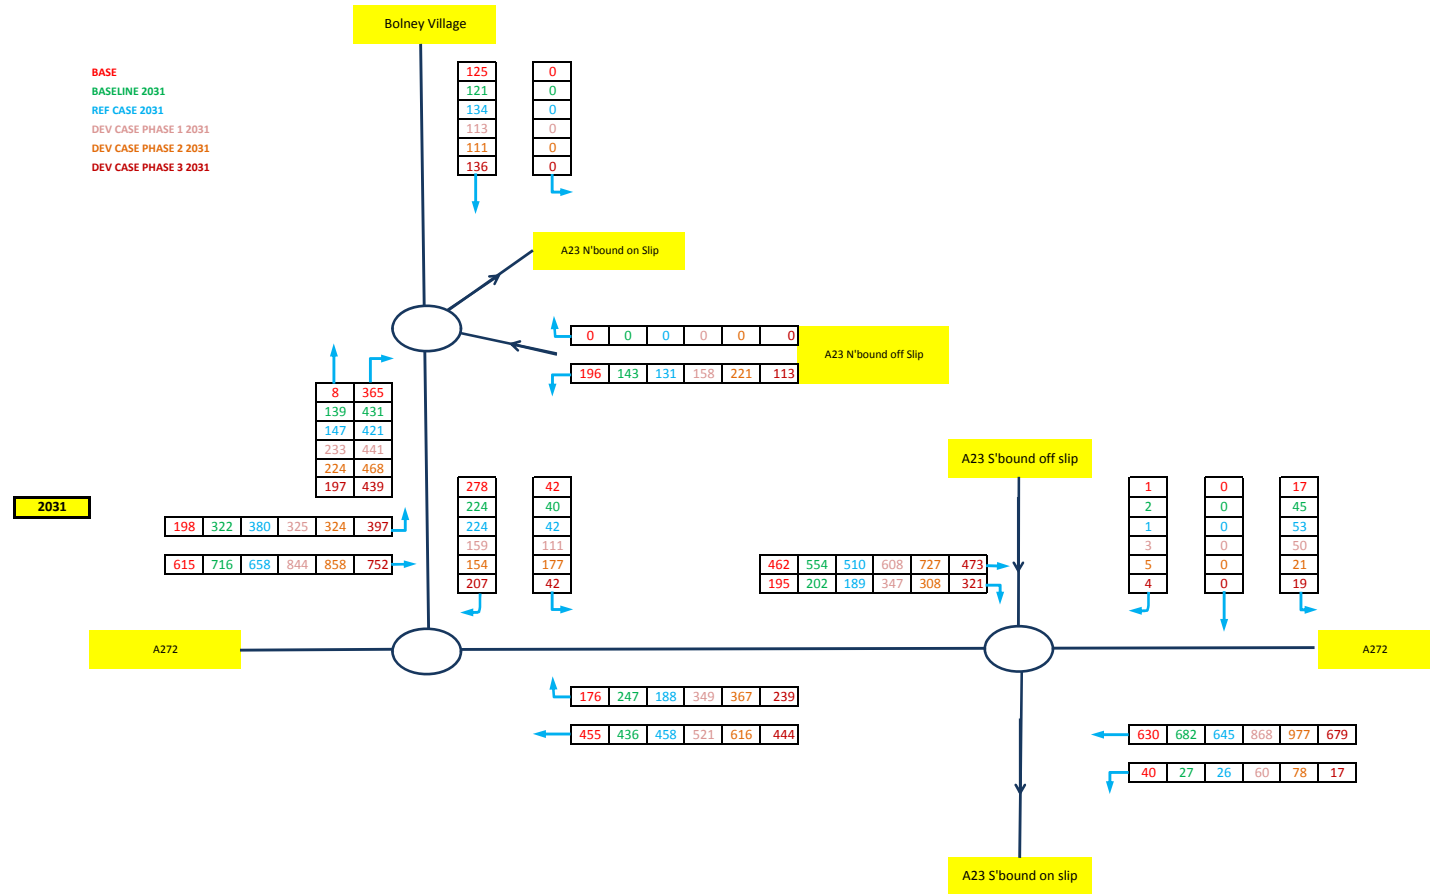 Bolney Village
BASE
BASELINE 2031
REF CASE 2031
DEV CASE PHASE 1 2031
DEV CASE PHASE 2 2031
DEV CASE PHASE 3 2031
125 0
121 0
134 0
113 0
111 0
136 0
A23 N'bound on Slip
0 0 0 0 0 0
A23 N'bound off Slip
196 143 131 158 221 113
8 365
139 431
147 421
233 441
224 468
197 439
A23 S'bound off slip
2031
198 322 380 325 324 397
615 716 658 844 858 752
278 42
224 40
224 42
159 111
154 177
207 42
462 554 510 608 727 473
195 202 189 347 308 321
1 0 17
2 0 45
1 0 53
3 0 50
5 0 21
4 0 19
A272
A272
176 247 188 349 367 239
455 436 458 521 616 444
630 682 645 868 977 679
40 27 26 60 78 17
A23 S'bound on slip